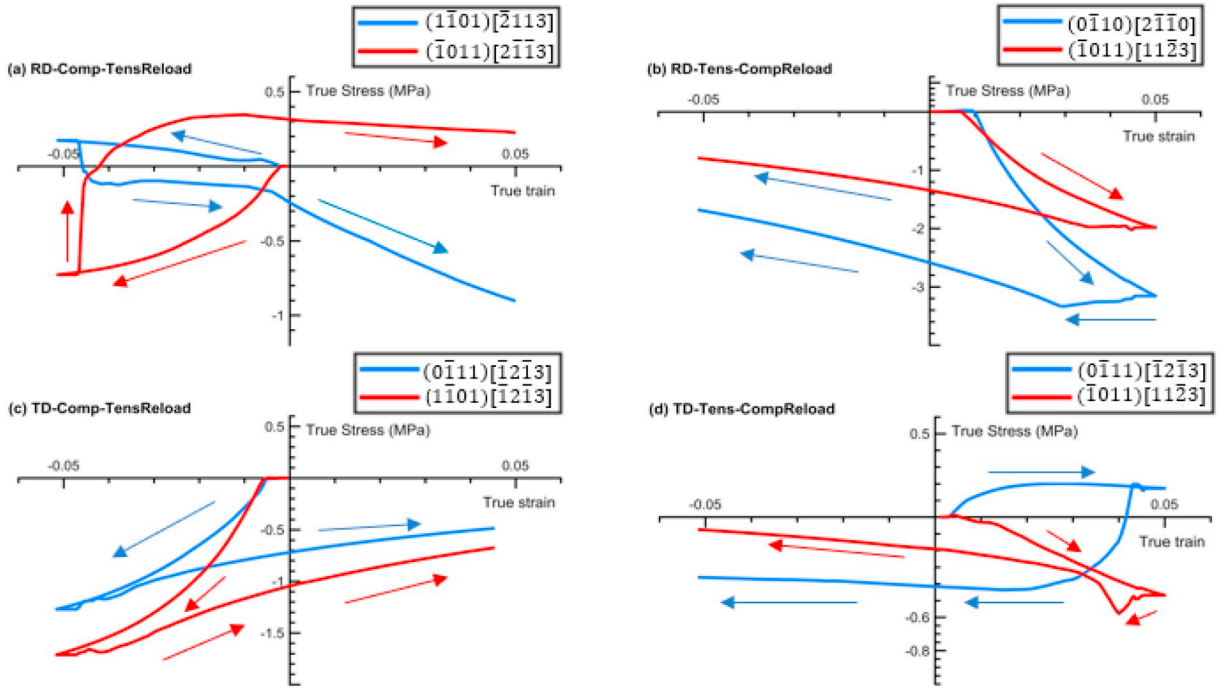 (11̅01)[2̅113]
(1̅011)[21̅1̅3]
(a) RD-Comp-TensReload
True Stress (MPa)
0.5
-0.05
0.05
True train
-0.5
-1
(01̅10)[21̅1̅0]
(1̅011)[112̅3]
(b) RD-Tens-CompReload
True Stress (MPa)
-0.05
0.05
True strain
-1
-2
-3
(01̅11)[1̅21̅3]
(11̅01)[1̅21̅3]
(c) TD-Comp-TensReload
True Stress (MPa)
0.5
-0.05
0.05
True strain
-0.5
-1
-1.5
(01̅11)[1̅21̅3]
(1̅011)[112̅3]
(d) TD-Tens-CompReload
True Stress (MPa)
0.5
-0.05
0.05
True train
-0.6
-0.8